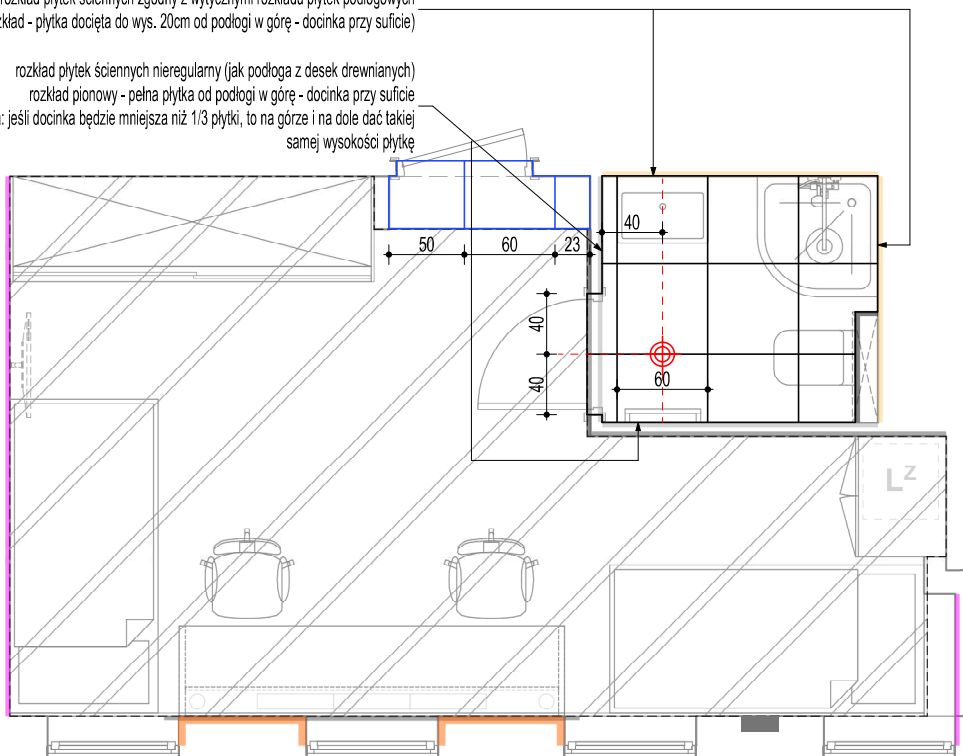 rozkład płytek ściennych zgodny z wytycznymi rozkładu płytek podłogowych
zkład - płytka docięta do wys. 20cm od podłogi w górę - docinka przy suficie)
rozkład płytek ściennych nieregularny (jak podłoga z desek drewnianych)
rozkład pionowy - pełna płytka od podłogi w górę - docinka przy suficie
a: jeśli docinka będzie mniejsza niż 1/3 płytki, to na górze i na dole dać takiej
samej wysokości płytkę
50 60 23
40
40
40
60
LZ